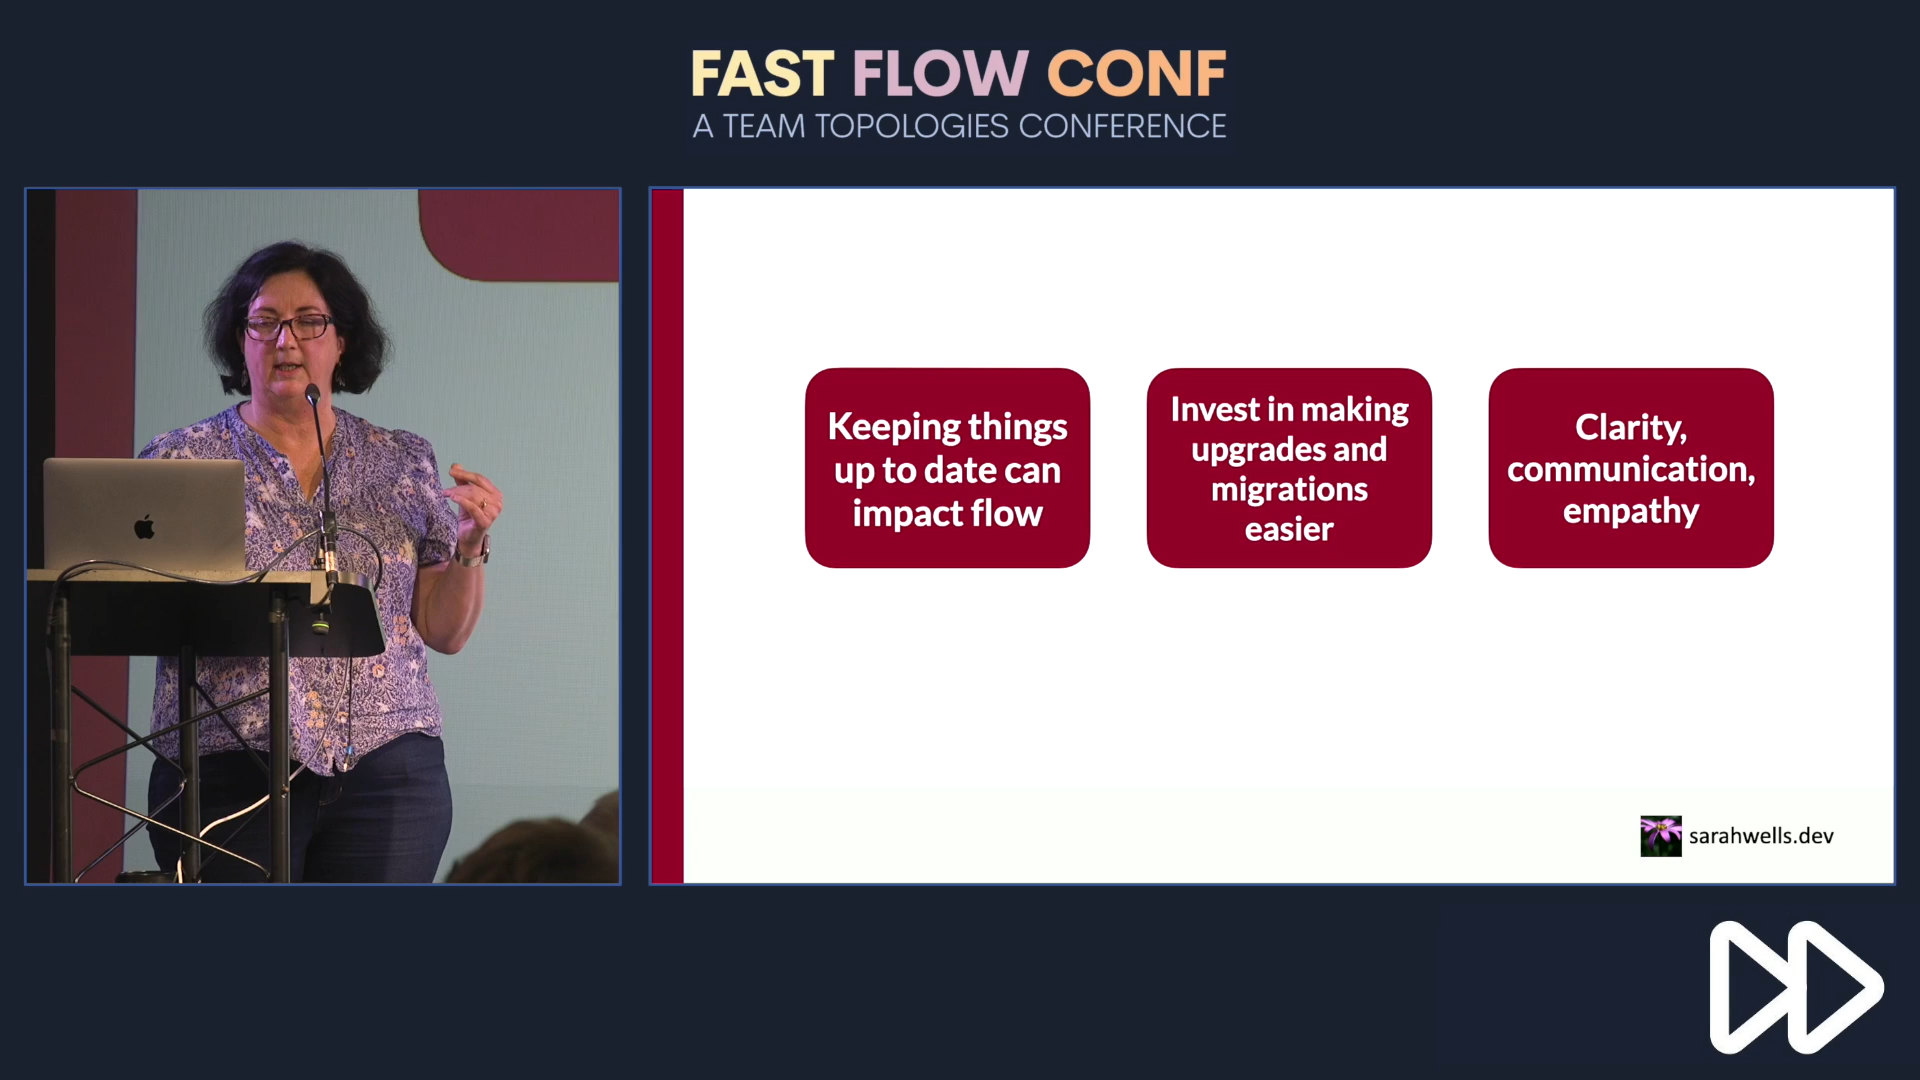 FAST FLOW CONF
A TEAM TOPOLOGIES CONFERENCE
Keeping things
up to date can
impact flow
Invest in making
upgrades and
migrations
easier
Clarity,
communication,
empathy
sarahwells.dev